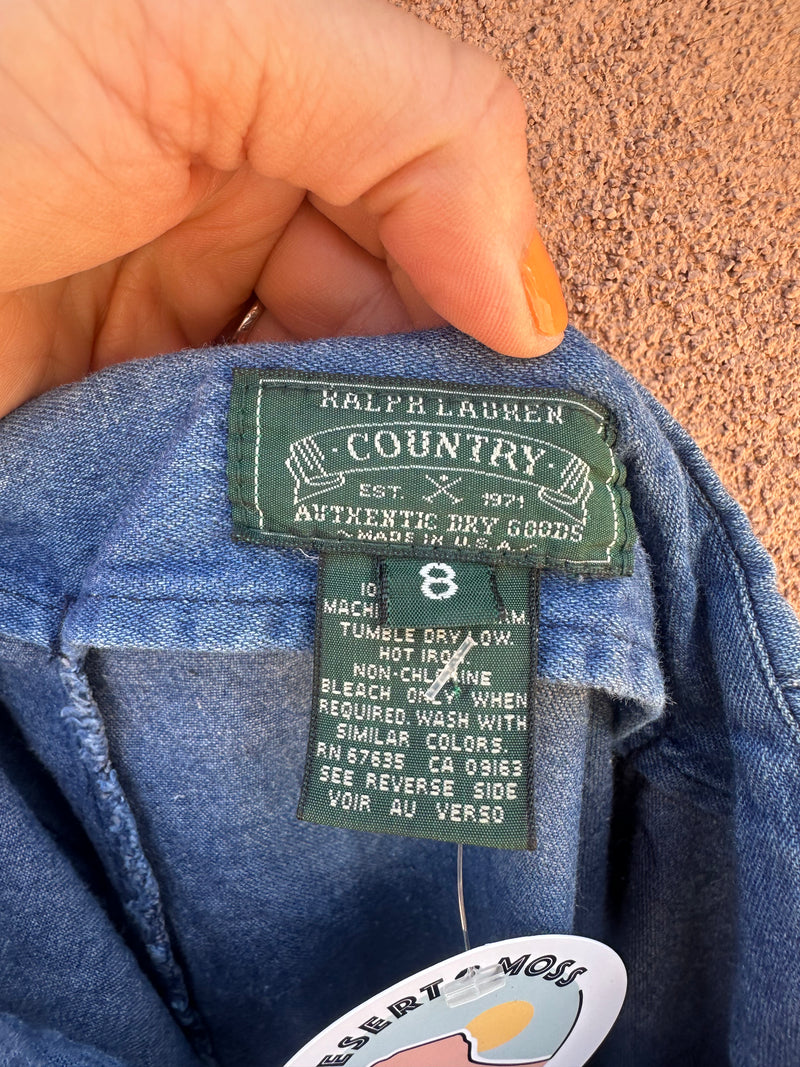 RALPH LAUREN
· COUNTRY ·
EST. 1971
AUTHENTIC DRY GOODS
~ MADE IN U.S.A. ~
8
TUMBLE DRY LOW.
HOT IRON.
BLEACH ONLY WHEN
REQUIRED. WASH WITH
SIMILAR COLORS.
RN 67635 CA 03163
SEE REVERSE SIDE
VOIR AU VERSO
DESERT & MOSS